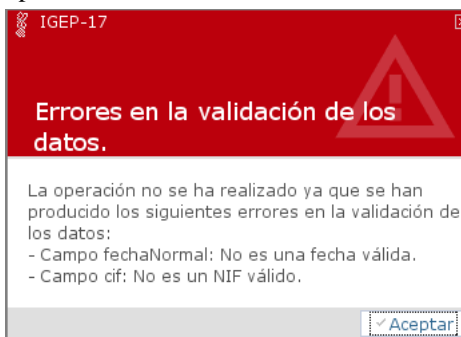 IGEP-17
Errores en la validación de los
datos.
La operación no se ha realizado ya que se han
producido los siguientes errores en la validación de
los datos:
- Campo fechaNormal: No es una fecha válida.
- Campo cif: No es un NIF válido.
Aceptar